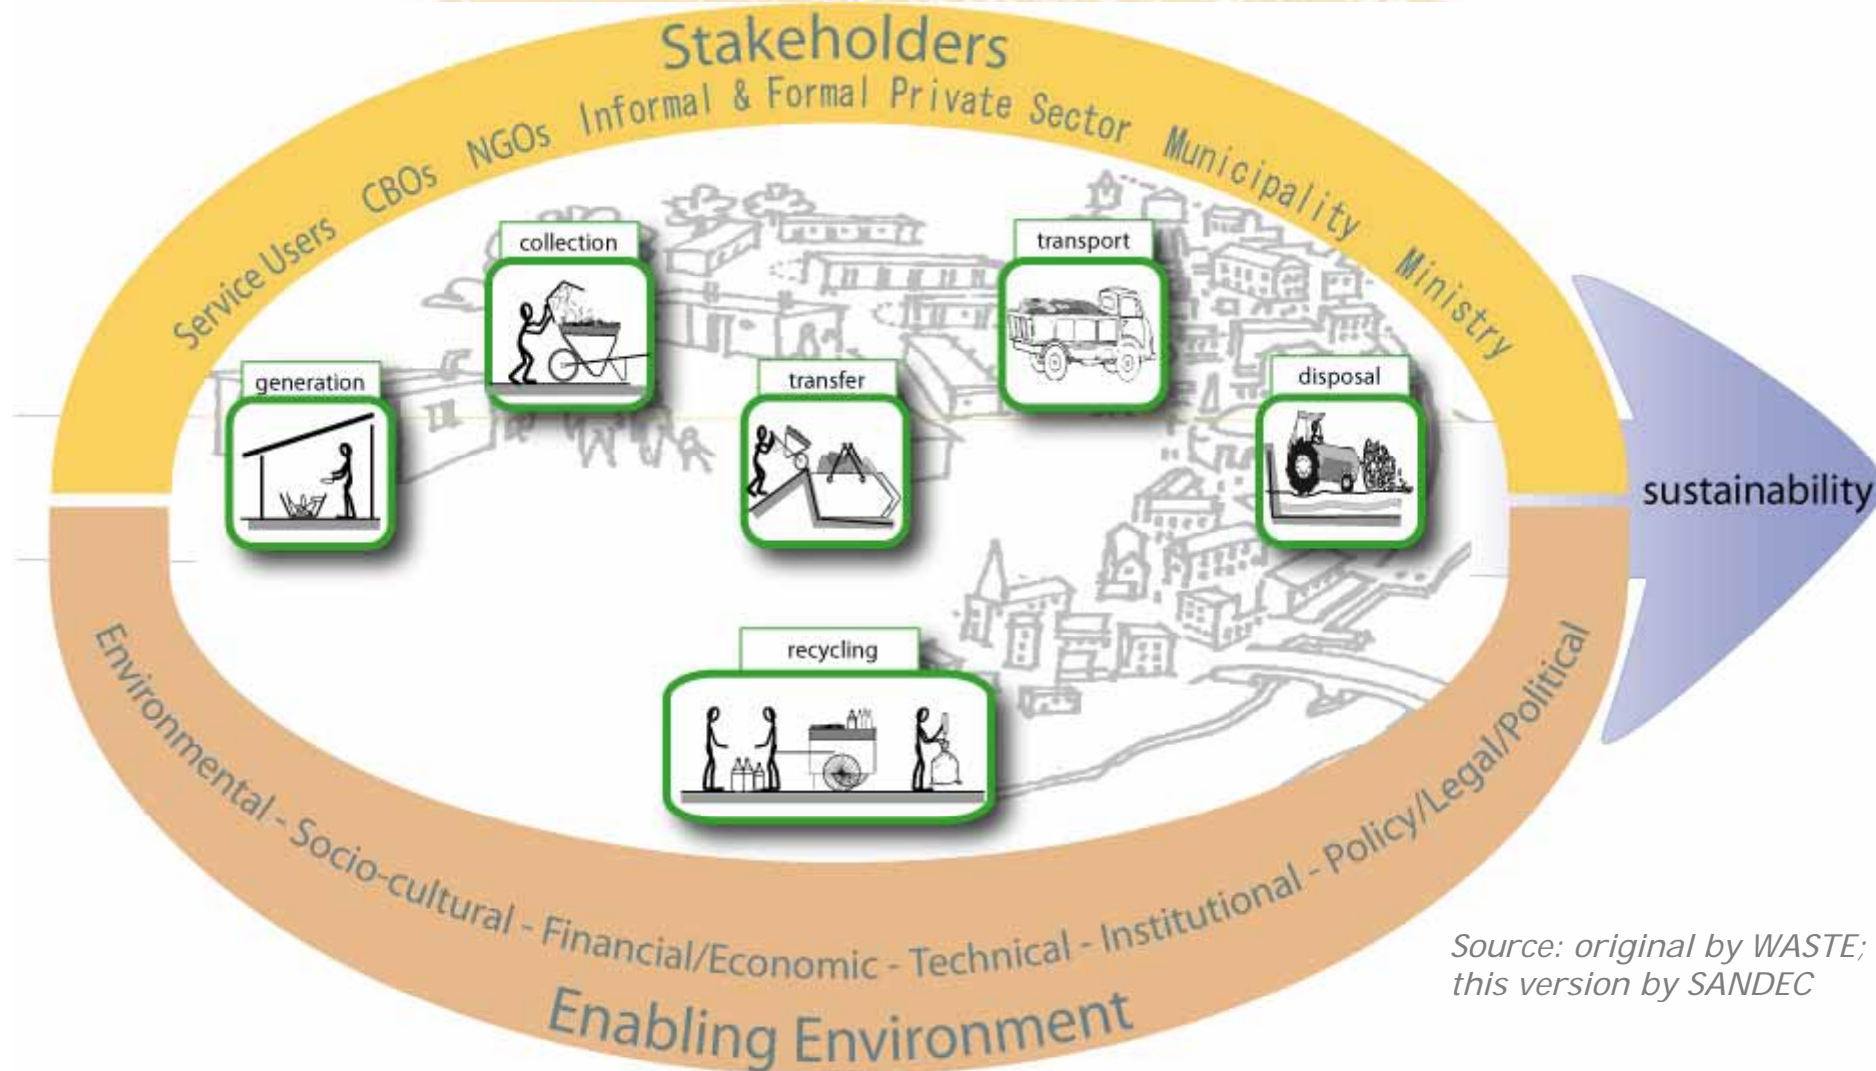 Stakeholders
Service Users CBOs NGOs Informal & Formal Private Sector Municipality Ministry
collection
transport
generation
transfer
disposal
sustainability
recycling
Environmental - Socio-cultural - Financial/Economic - Technical - Institutional - Policy/Legal/Political
Enabling Environment
Source: original by WASTE;
this version by SANDEC